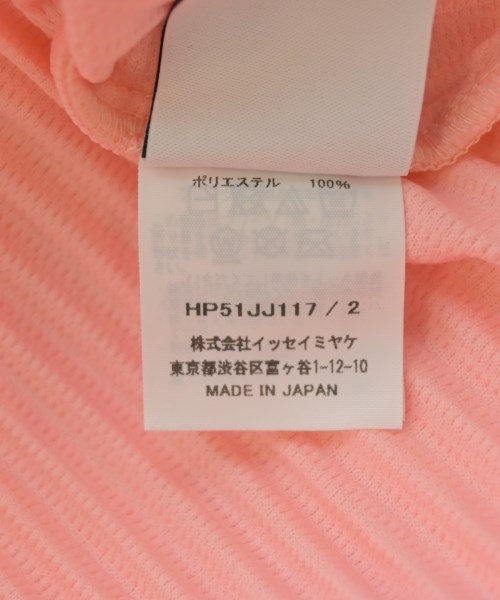 ポリエステル 100%
HP51JJ117 / 2
株式会社イッセイミヤケ
東京都渋谷区富ヶ谷1-12-10
MADE IN JAPAN